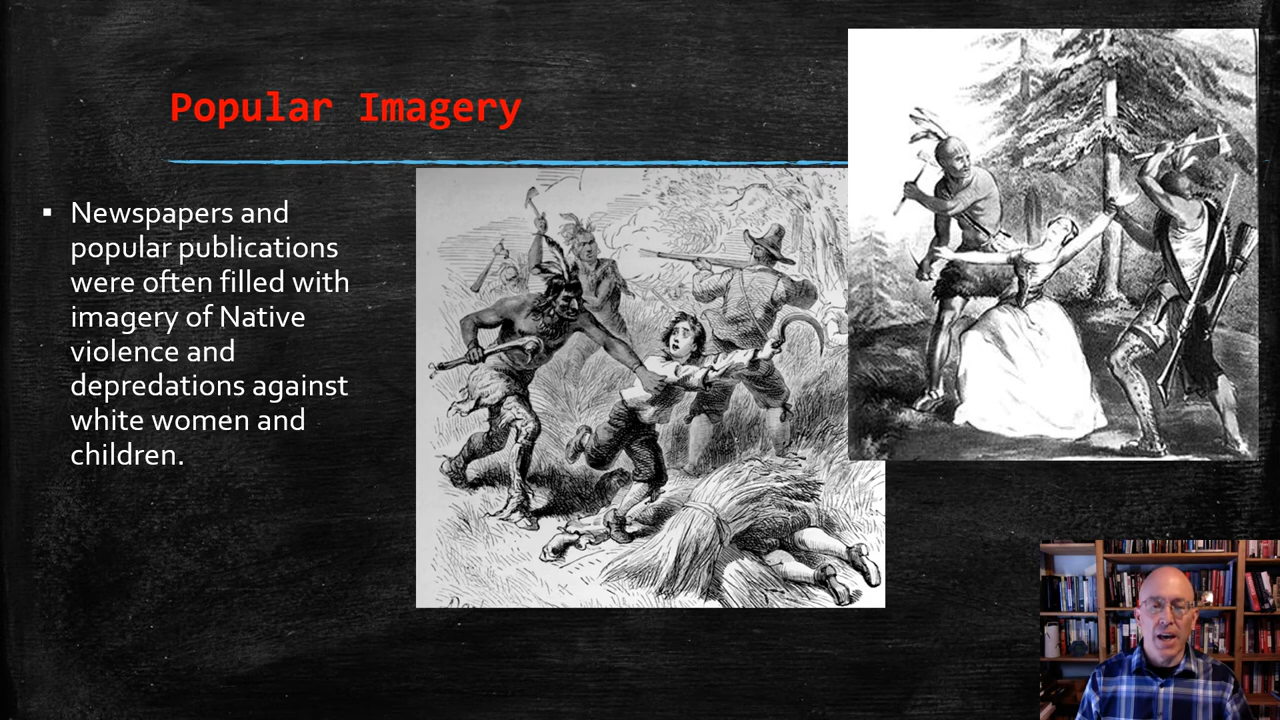 Popular Imagery
▪ Newspapers and
popular publications
were often filled with
imagery of Native
violence and
depredations against
white women and
children.